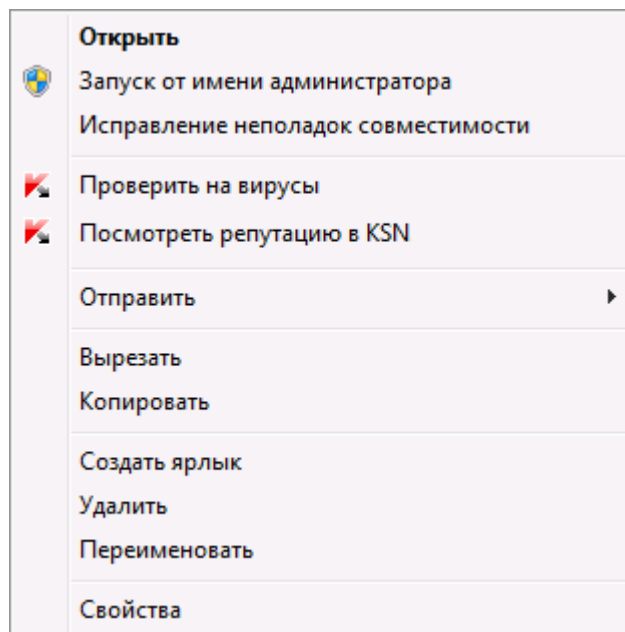 Открыть
Запуск от имени администратора
Исправление неполадок совместимости
Проверить на вирусы
Посмотреть репутацию в KSN
Отправить
Вырезать
Копировать
Создать ярлык
Удалить
Переименовать
Свойства